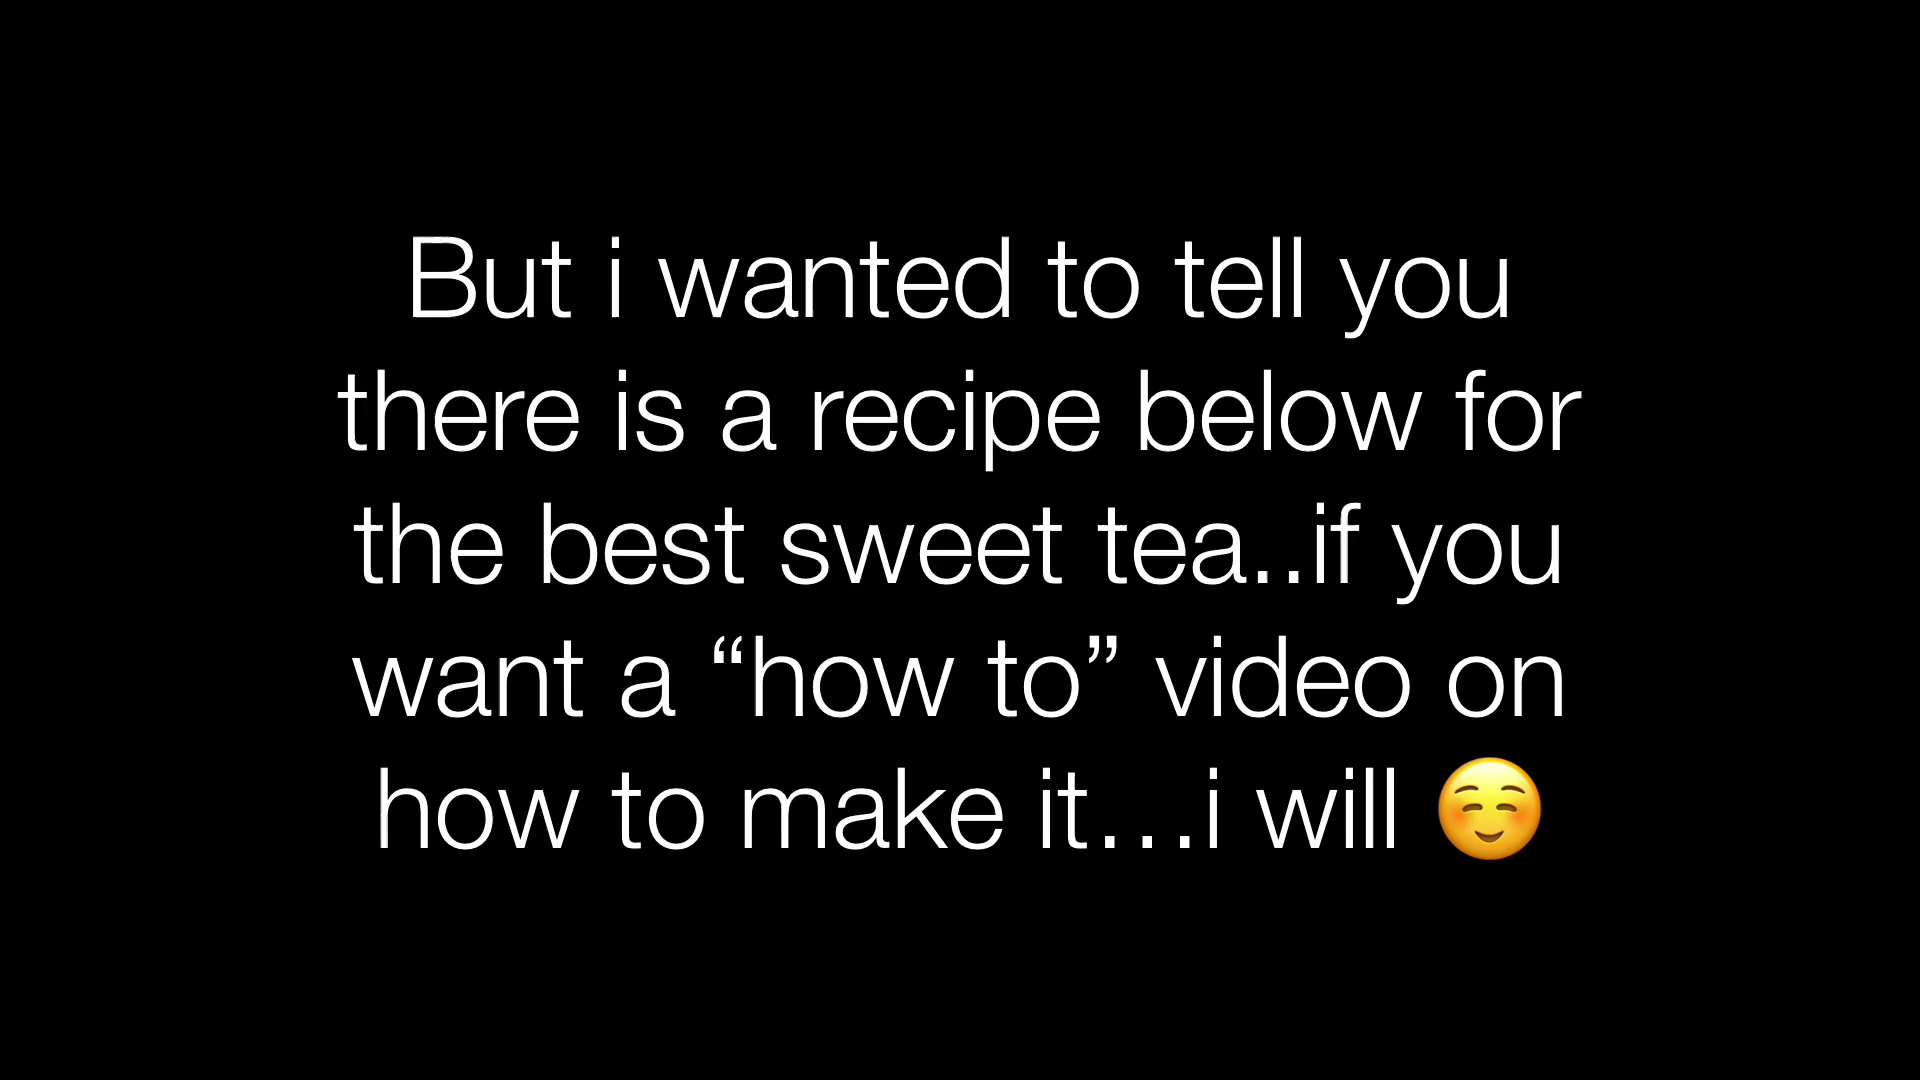 But i wanted to tell you
there is a recipe below for
the best sweet tea..if you
want a “how to” video on
how to make it...i will ☺️